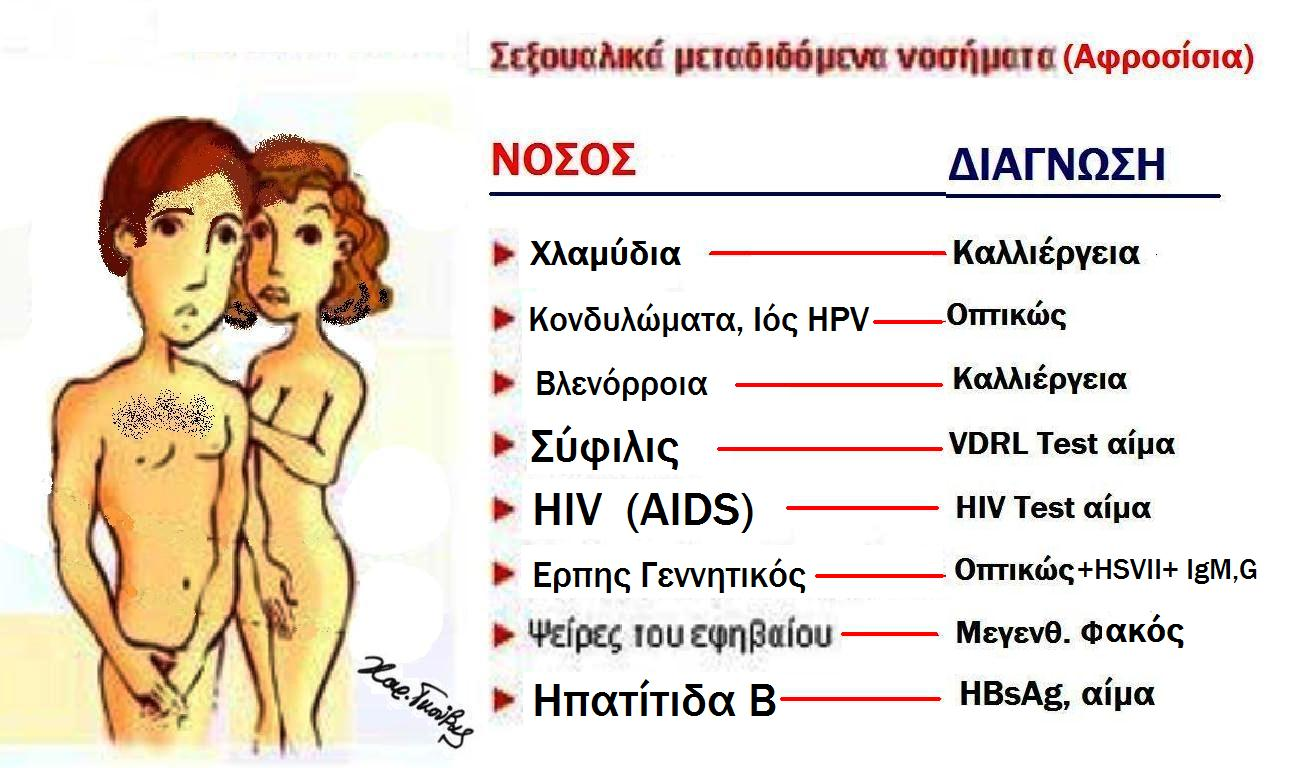 Σεξουαλικά μεταδιδόμενα νοσήματα (Αφροσίσια)
ΝΟΣΟΣ ΔΙΑΓΝΩΣΗ
Χλαμύδια Καλλιέργεια
Κονδυλώματα, Ιός HPV Οπτικώς
Βλενόρροια Καλλιέργεια
Σύφιλις VDRL Test αίμα
HIV (AIDS) HIV Test αίμα
Ερπης Γεννητικός Οπτικώς+HSVII+ IgM,G
Ψείρες του εφηβαίου Μεγενθ. Φακός
Ηπατίτιδα Β HBsAg, αίμα